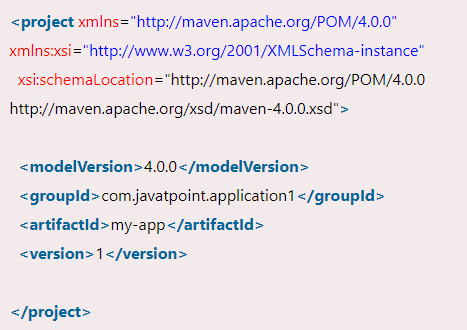 <project xmlns="http://maven.apache.org/POM/4.0.0"
xmlns:xsi="http://www.w3.org/2001/XMLSchema-instance"
xsi:schemaLocation="http://maven.apache.org/POM/4.0.0
http://maven.apache.org/xsd/maven-4.0.0.xsd">
<modelVersion>4.0.0</modelVersion>
<groupId>com.javatpoint.application1</groupId>
<artifactId>my-app</artifactId>
<version>1</version>
</project>